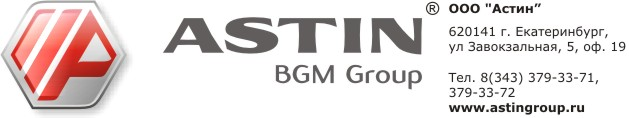 ASTIN®
BGM Group
ООО "Астин”
620141 г. Екатеринбург,
ул Завокзальная, 5, оф. 19
Тел. 8(343) 379-33-71,
379-33-72
www.astingroup.ru